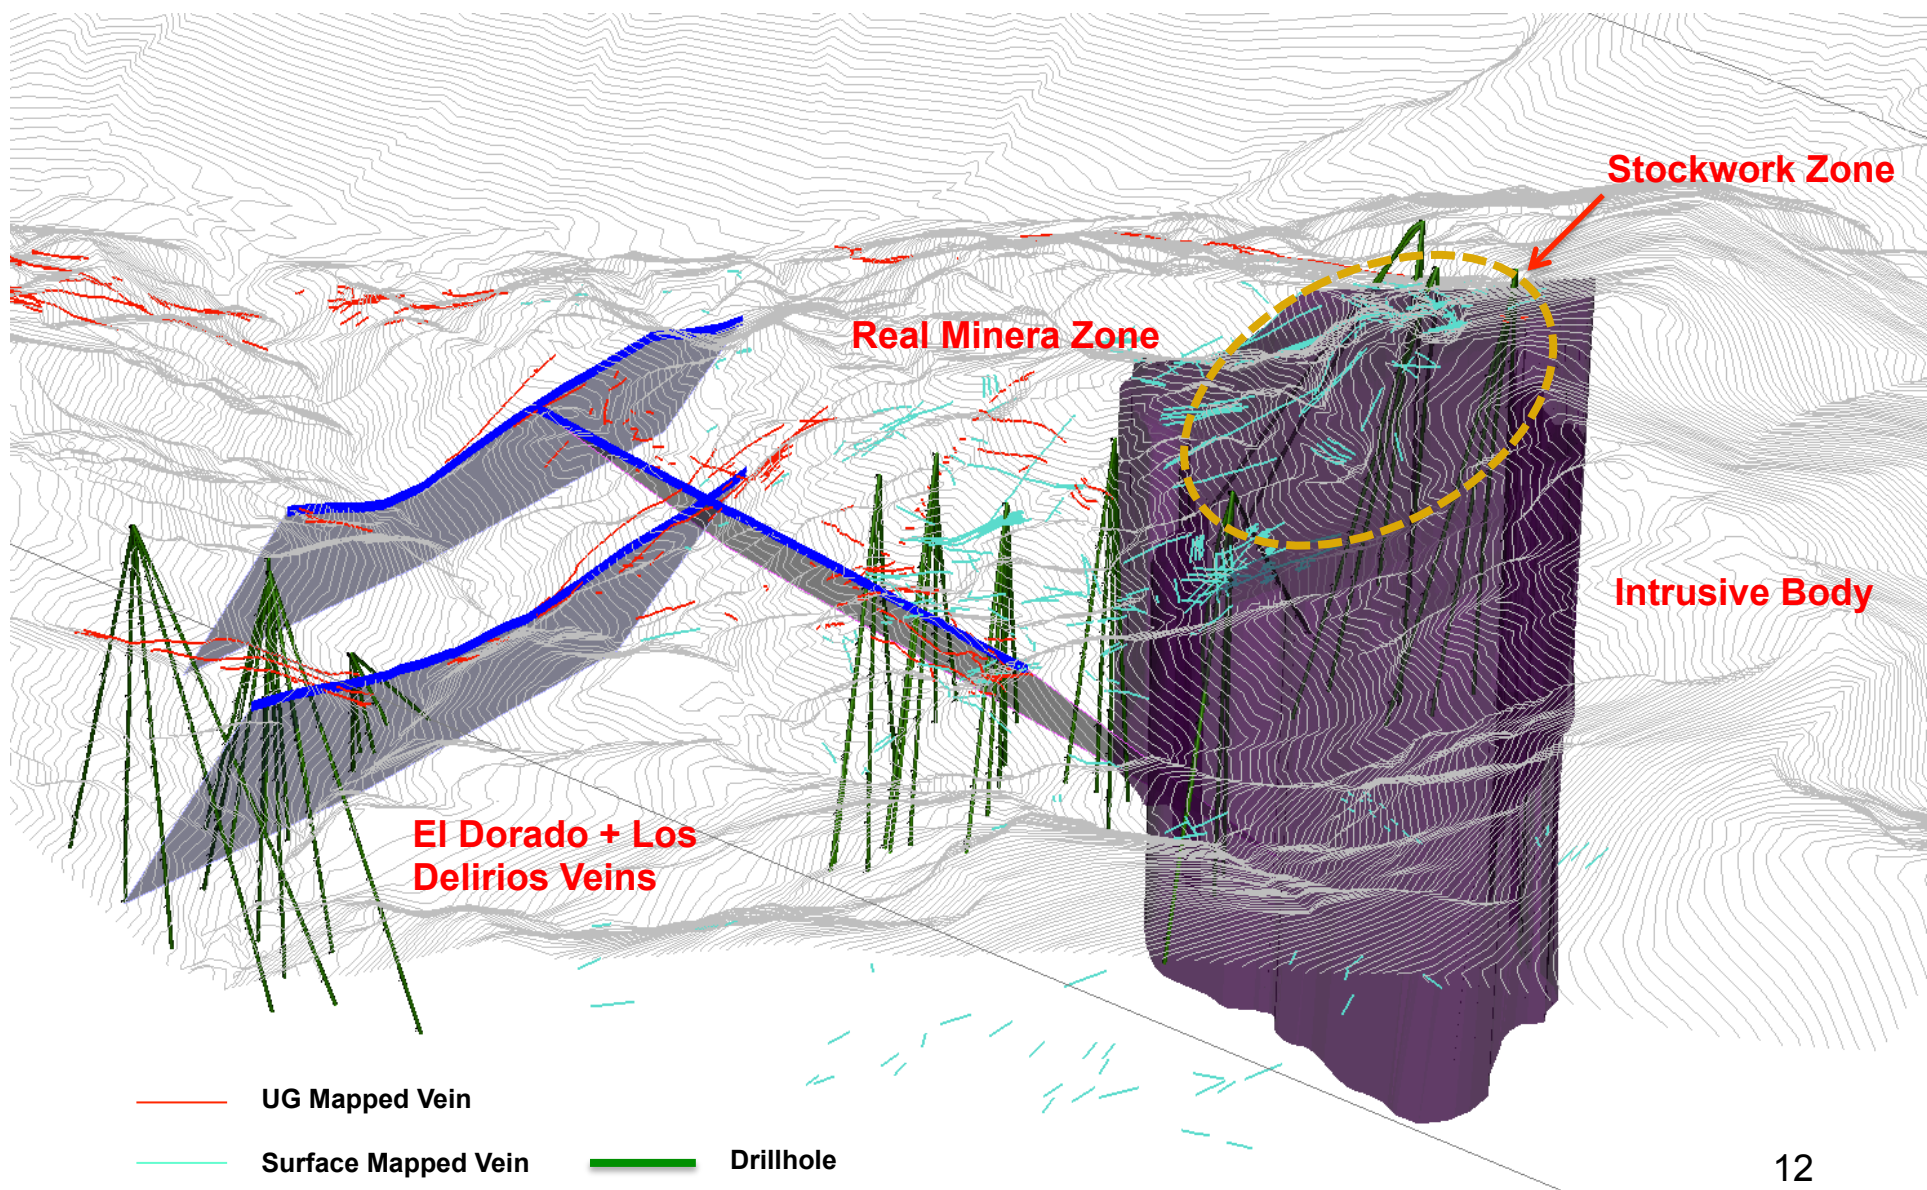 Stockwork Zone
Real Minera Zone
Intrusive Body
El Dorado + Los
Delirios Veins
UG Mapped Vein
Surface Mapped Vein
Drillhole
12